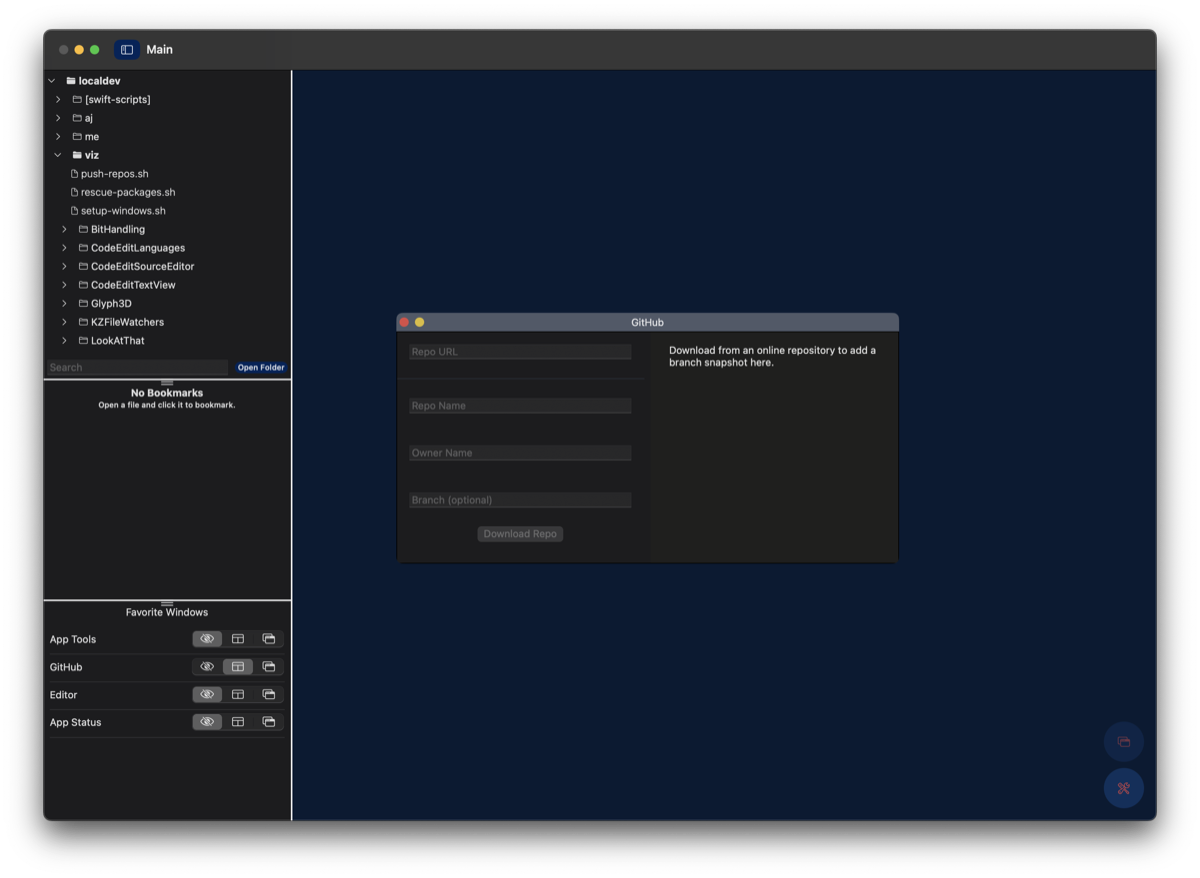 Main
localdev
[swift-scripts]
aj
me
viz
push-repos.sh
rescue-packages.sh
setup-windows.sh
BitHandling
CodeEditLanguages
CodeEditSourceEditor
CodeEditTextView
Glyph3D
KZFileWatchers
LookAtThat
Search
Open Folder
No Bookmarks
Open a file and click it to bookmark.
Favorite Windows
App Tools
GitHub
Editor
App Status
GitHub
Repo URL
Repo Name
Owner Name
Branch (optional)
Download Repo
Download from an online repository to add a
branch snapshot here.